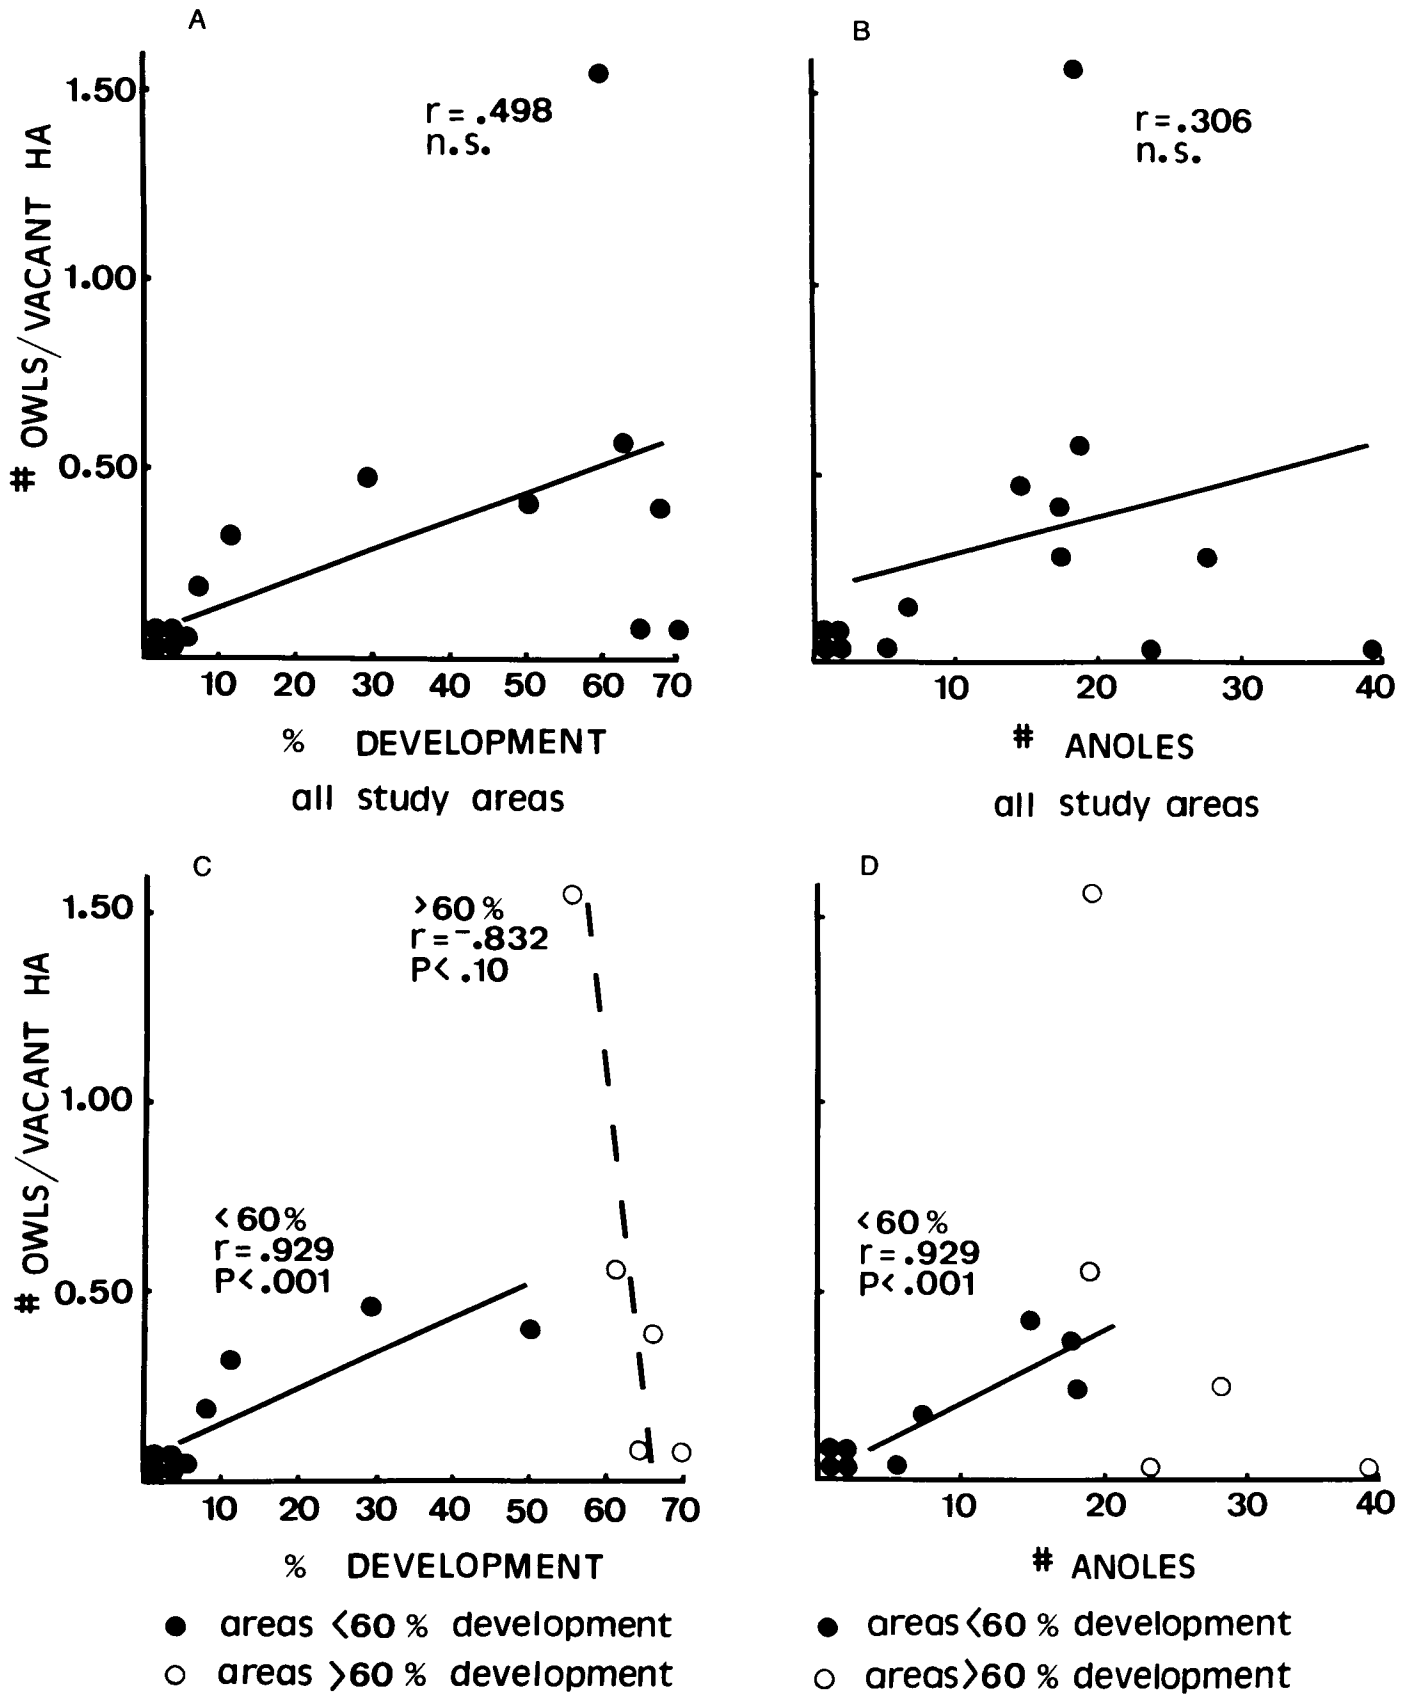 A
1.50
1.00
0.50
# OWLS/VACANT HA
r = .498
n.s.
10 20 30 40 50 60 70
% DEVELOPMENT
all study areas
B
r = .306
n.s.
10 20 30 40
# ANOLES
all study areas
C
1.50
1.00
0.50
# OWLS/VACANT HA
>60 %
r = -.832
P< .10
<60%
r = .929
P< .001
10 20 30 40 50 60 70
% DEVELOPMENT
● areas <60 % development
○ areas >60 % development
D
<60 %
r = .929
P< .001
10 20 30 40
# ANOLES
● areas <60 % development
○ areas >60 % development